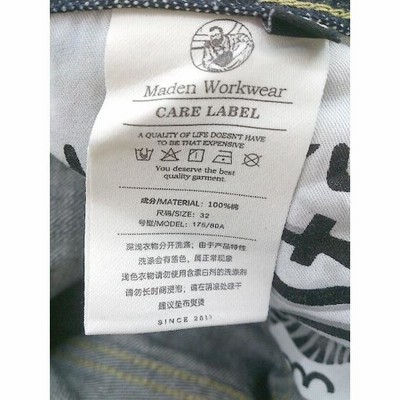 Maden Workwear
CARE LABEL
A QUALITY OF LIFE DOESN'T HAVE
TO BE THAT EXPENSIVE
You deserve the best
quality garment.
成分/MATERIAL: 100%棉
尺码/SIZE: 32
号型/MODEL: 175/80A
深浅衣物分开洗涤; 由于产品特性
洗涤会有落色, 属正常现象
浅色衣物请勿使用含漂白剂的洗涤剂
请勿长时间浸泡; 请在阴凉处晾干
建议垫布熨烫
SINCE 2011